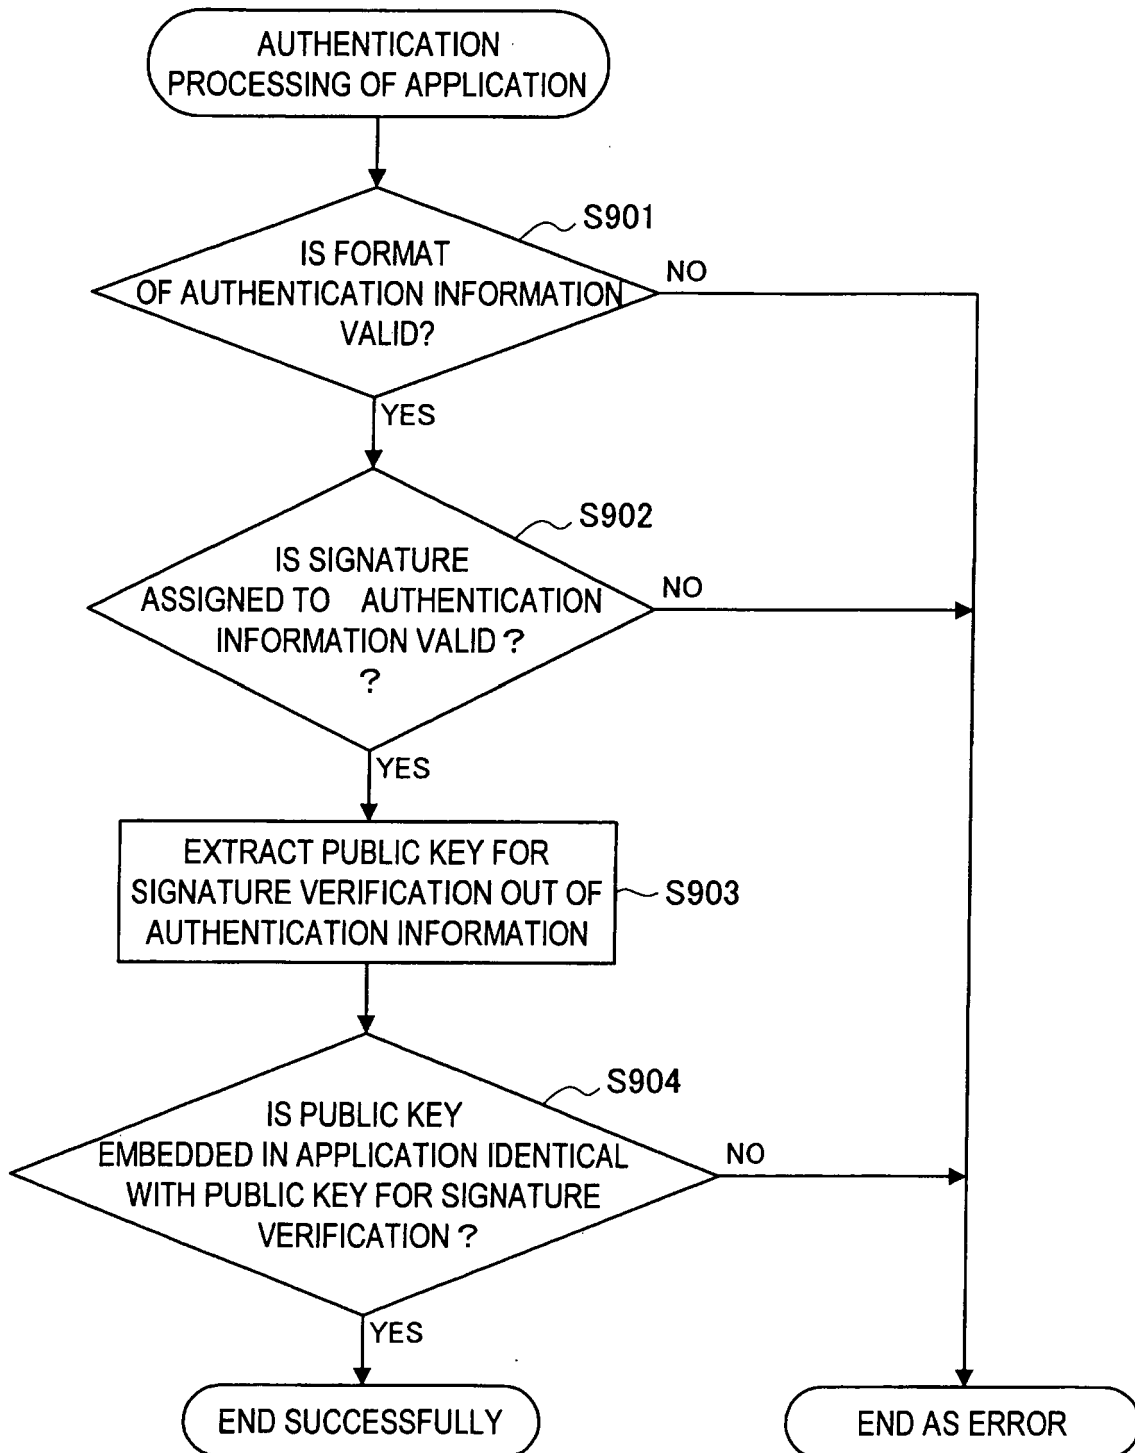 AUTHENTICATION
PROCESSING OF APPLICATION
S901
IS FORMAT
OF AUTHENTICATION INFORMATION
VALID?
NO
YES
S902
IS SIGNATURE
ASSIGNED TO AUTHENTICATION
INFORMATION VALID ?
?
NO
YES
EXTRACT PUBLIC KEY FOR
SIGNATURE VERIFICATION OUT OF
AUTHENTICATION INFORMATION
S903
S904
IS PUBLIC KEY
EMBEDDED IN APPLICATION IDENTICAL
WITH PUBLIC KEY FOR SIGNATURE
VERIFICATION ?
NO
YES
END SUCCESSFULLY
END AS ERROR